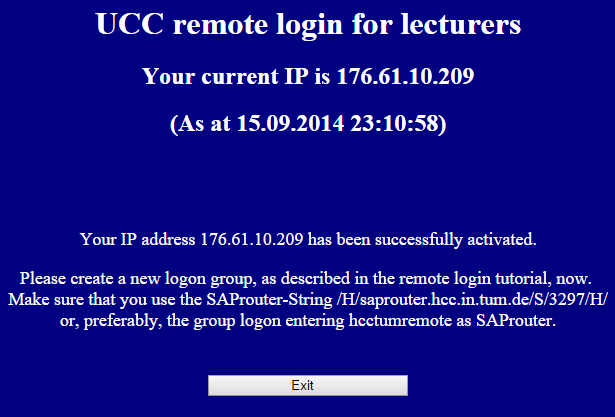 UCC remote login for lecturers
Your current IP is 176.61.10.209
(As at 15.09.2014 23:10:58)
Your IP address 176.61.10.209 has been successfully activated.
Please create a new logon group, as described in the remote login tutorial, now.
Make sure that you use the SAProuter-String /H/saprouter.hcc.in.tum.de/S/3297/H/
or, preferably, the group logon entering hcctumremote as SAProuter.
Exit